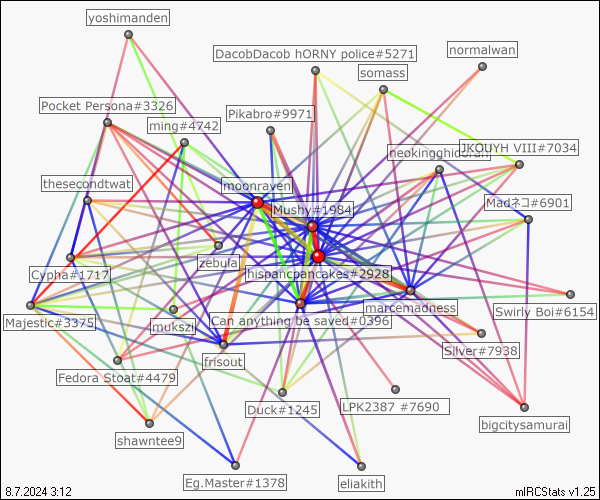 yoshimanden
DacobDacob hORNY police#5271
normalwan
somass
Pocket Persona#3326
Pikabro#9971
ming#4742
neokingghidorah
JKOUYH VIII#7034
thesecondtwat
moonraven
Mushy#1984
Madネコ#6901
zebula
Cypha#1717
hispancpancakes#2928
Swirly Boi#6154
marcemadness
Can anything be saved#0396
Majestic#3375
mukszi
Silver#7938
frisout
Fedora Stoat#4479
Duck#1245
LPK2387 #7690
bigcitysamurai
shawntee9
Eg.Master#1378
eliakith
8.7.2024 3:12
mIRCStats v1.25